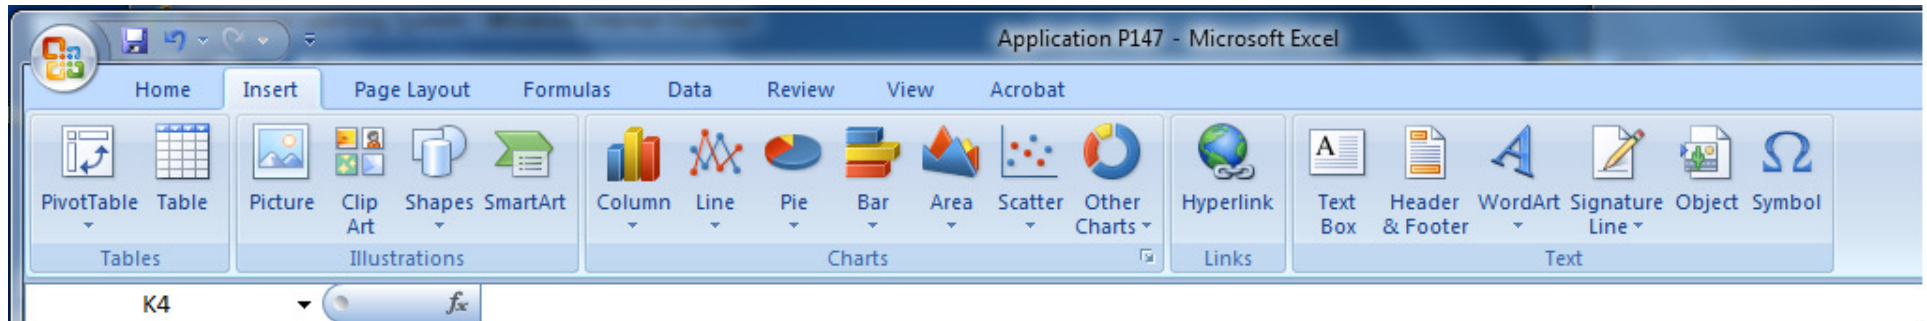 Application P147 - Microsoft Excel
Home Insert Page Layout Formulas Data Review View Acrobat
PivotTable Table Picture Clip Art Shapes SmartArt Column Line Pie Bar Area Scatter Other Charts Hyperlink Text Box Header & Footer WordArt Signature Line Object Symbol
Tables Illustrations Charts Links Text
K4 fx